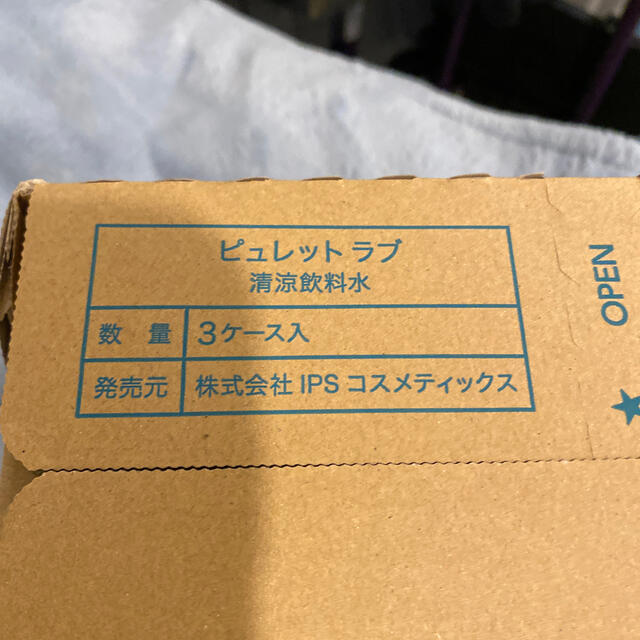 ピュレット ラブ
清涼飲料水
数 量 3ケース入
発売元 株式会社 IPS コスメティックス
OPEN